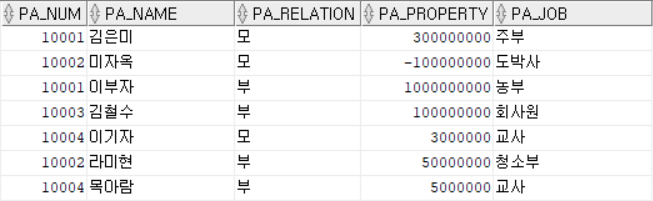 PA_NUM PA_NAME PA_RELATION PA_PROPERTY PA_JOB
10001 김은미 모 300000000 주부
10002 미자옥 모 -100000000 도박사
10001 이부자 부 1000000000 농부
10003 김철수 부 100000000 회사원
10004 이기자 모 3000000 교사
10002 라미현 부 50000000 청소부
10004 목아람 부 5000000 교사